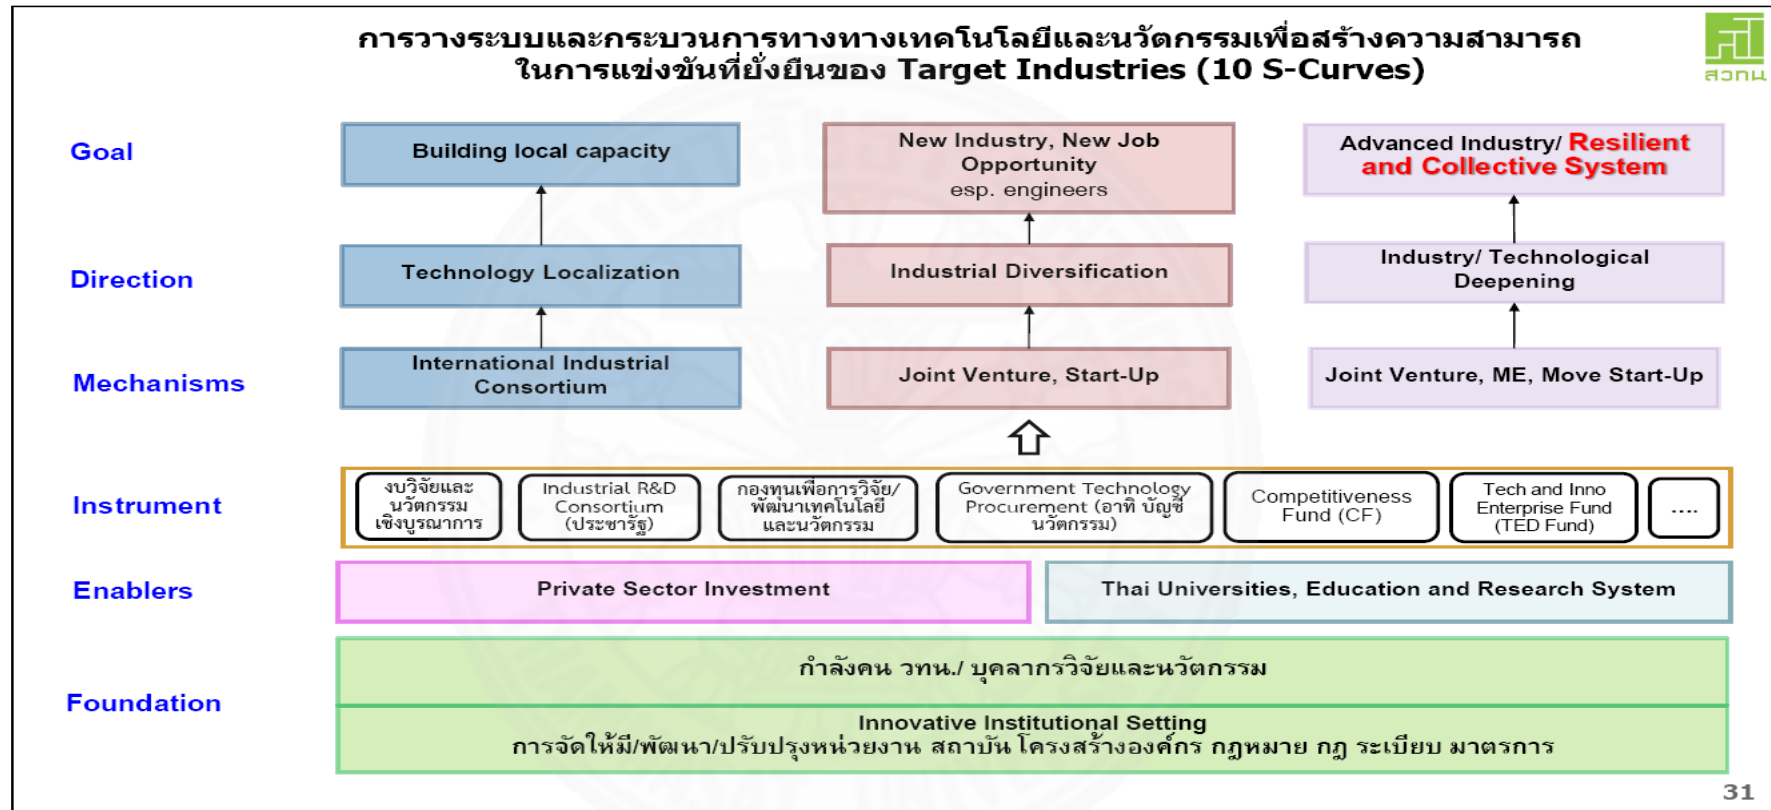 การวางระบบและกระบวนการทางทางเทคโนโลยีและนวัตกรรมเพื่อสร้างความสามารถ
ในการแข่งขันที่ยั่งยืนของ Target Industries (10 S-Curves)
สวทน
Goal
Building local capacity
New Industry, New Job
Opportunity
esp. engineers
Advanced Industry/ Resilient
and Collective System
Direction
Technology Localization
Industrial Diversification
Industry/ Technological
Deepening
Mechanisms
International Industrial
Consortium
Joint Venture, Start-Up
Joint Venture, ME, Move Start-Up
Instrument
งบวิจัยและ
นวัตกรรม
เชิงบูรณาการ
Industrial R&D
Consortium
(ประชารัฐ)
กองทุนเพื่อการวิจัย/
พัฒนาเทคโนโลยี
และนวัตกรรม
Government Technology
Procurement (อาทิ บัญชี
นวัตกรรม)
Competitiveness
Fund (CF)
Tech and Inno
Enterprise Fund
(TED Fund)
....
Enablers
Private Sector Investment
Thai Universities, Education and Research System
Foundation
กำลังคน วทน./ บุคลากรวิจัยและนวัตกรรม
Innovative Institutional Setting
การจัดให้มี/พัฒนา/ปรับปรุงหน่วยงาน สถาบัน โครงสร้างองค์กร กฎหมาย กฎ ระเบียบ มาตรการ
31